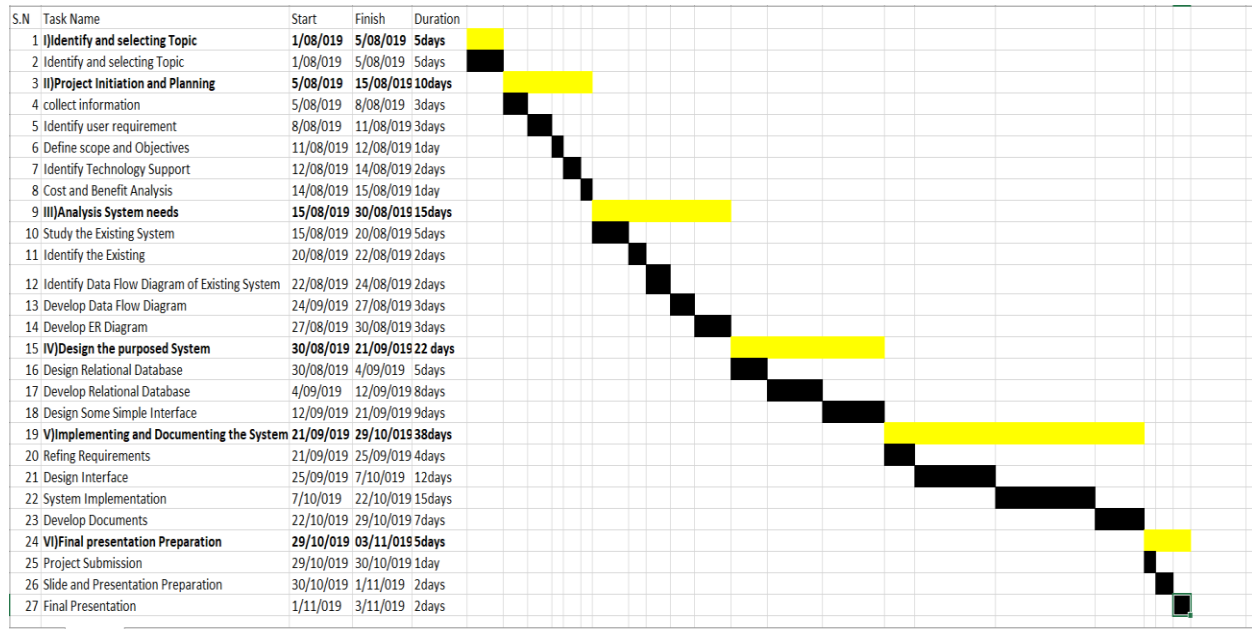 S.N Task Name Start Finish Duration
1 I)Identify and selecting Topic 1/08/019 5/08/019 5days
2 Identify and selecting Topic 1/08/019 5/08/019 5days
3 II)Project Initiation and Planning 5/08/019 15/08/019 10days
4 collect information 5/08/019 8/08/019 3days
5 Identify user requirement 8/08/019 11/08/019 3days
6 Define scope and Objectives 11/08/019 12/08/019 1day
7 Identify Technology Support 12/08/019 14/08/019 2days
8 Cost and Benefit Analysis 14/08/019 15/08/019 1day
9 III)Analysis System needs 15/08/019 30/08/019 15days
10 Study the Existing System 15/08/019 20/08/019 5days
11 Identify the Existing 20/08/019 22/08/019 2days
12 Identify Data Flow Diagram of Existing System 22/08/019 24/08/019 2days
13 Develop Data Flow Diagram 24/09/019 27/08/019 3days
14 Develop ER Diagram 27/08/019 30/08/019 3days
15 IV)Design the purposed System 30/08/019 21/09/019 22 days
16 Design Relational Database 30/08/019 4/09/019 5days
17 Develop Relational Database 4/09/019 12/09/019 8days
18 Design Some Simple Interface 12/09/019 21/09/019 9days
19 V)Implementing and Documenting the System 21/09/019 29/10/019 38days
20 Refing Requirements 21/09/019 25/09/019 4days
21 Design Interface 25/09/019 7/10/019 12days
22 System Implementation 7/10/019 22/10/019 15days
23 Develop Documents 22/10/019 29/10/019 7days
24 VI)Final presentation Preparation 29/10/019 03/11/019 5days
25 Project Submission 29/10/019 30/10/019 1day
26 Slide and Presentation Preparation 30/10/019 1/11/019 2days
27 Final Presentation 1/11/019 3/11/019 2days